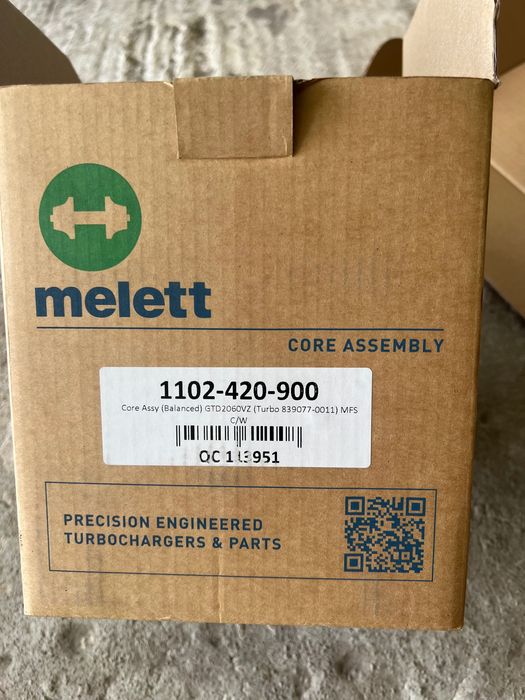 melett
CORE ASSEMBLY
1102-420-900
Core Assy (Balanced) GTD2060VZ (Turbo 839077-0011) MFS
C/W
PRECISION ENGINEERED
TURBOCHARGERS & PARTS